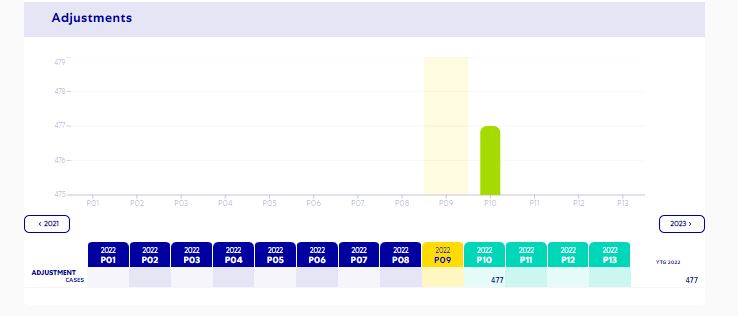 Adjustments
479
478
477
476
475
P01 P02 P03 P04 P05 P06 P07 P08 P09 P10 P11 P12 P13
‹ 2021 2023 ›
2022 2022 2022 2022 2022 2022 2022 2022 2022 2022 2022 2022 2022
P01 P02 P03 P04 P05 P06 P07 P08 P09 P10 P11 P12 P13 YTG 2022
ADJUSTMENT
CASES 477 477